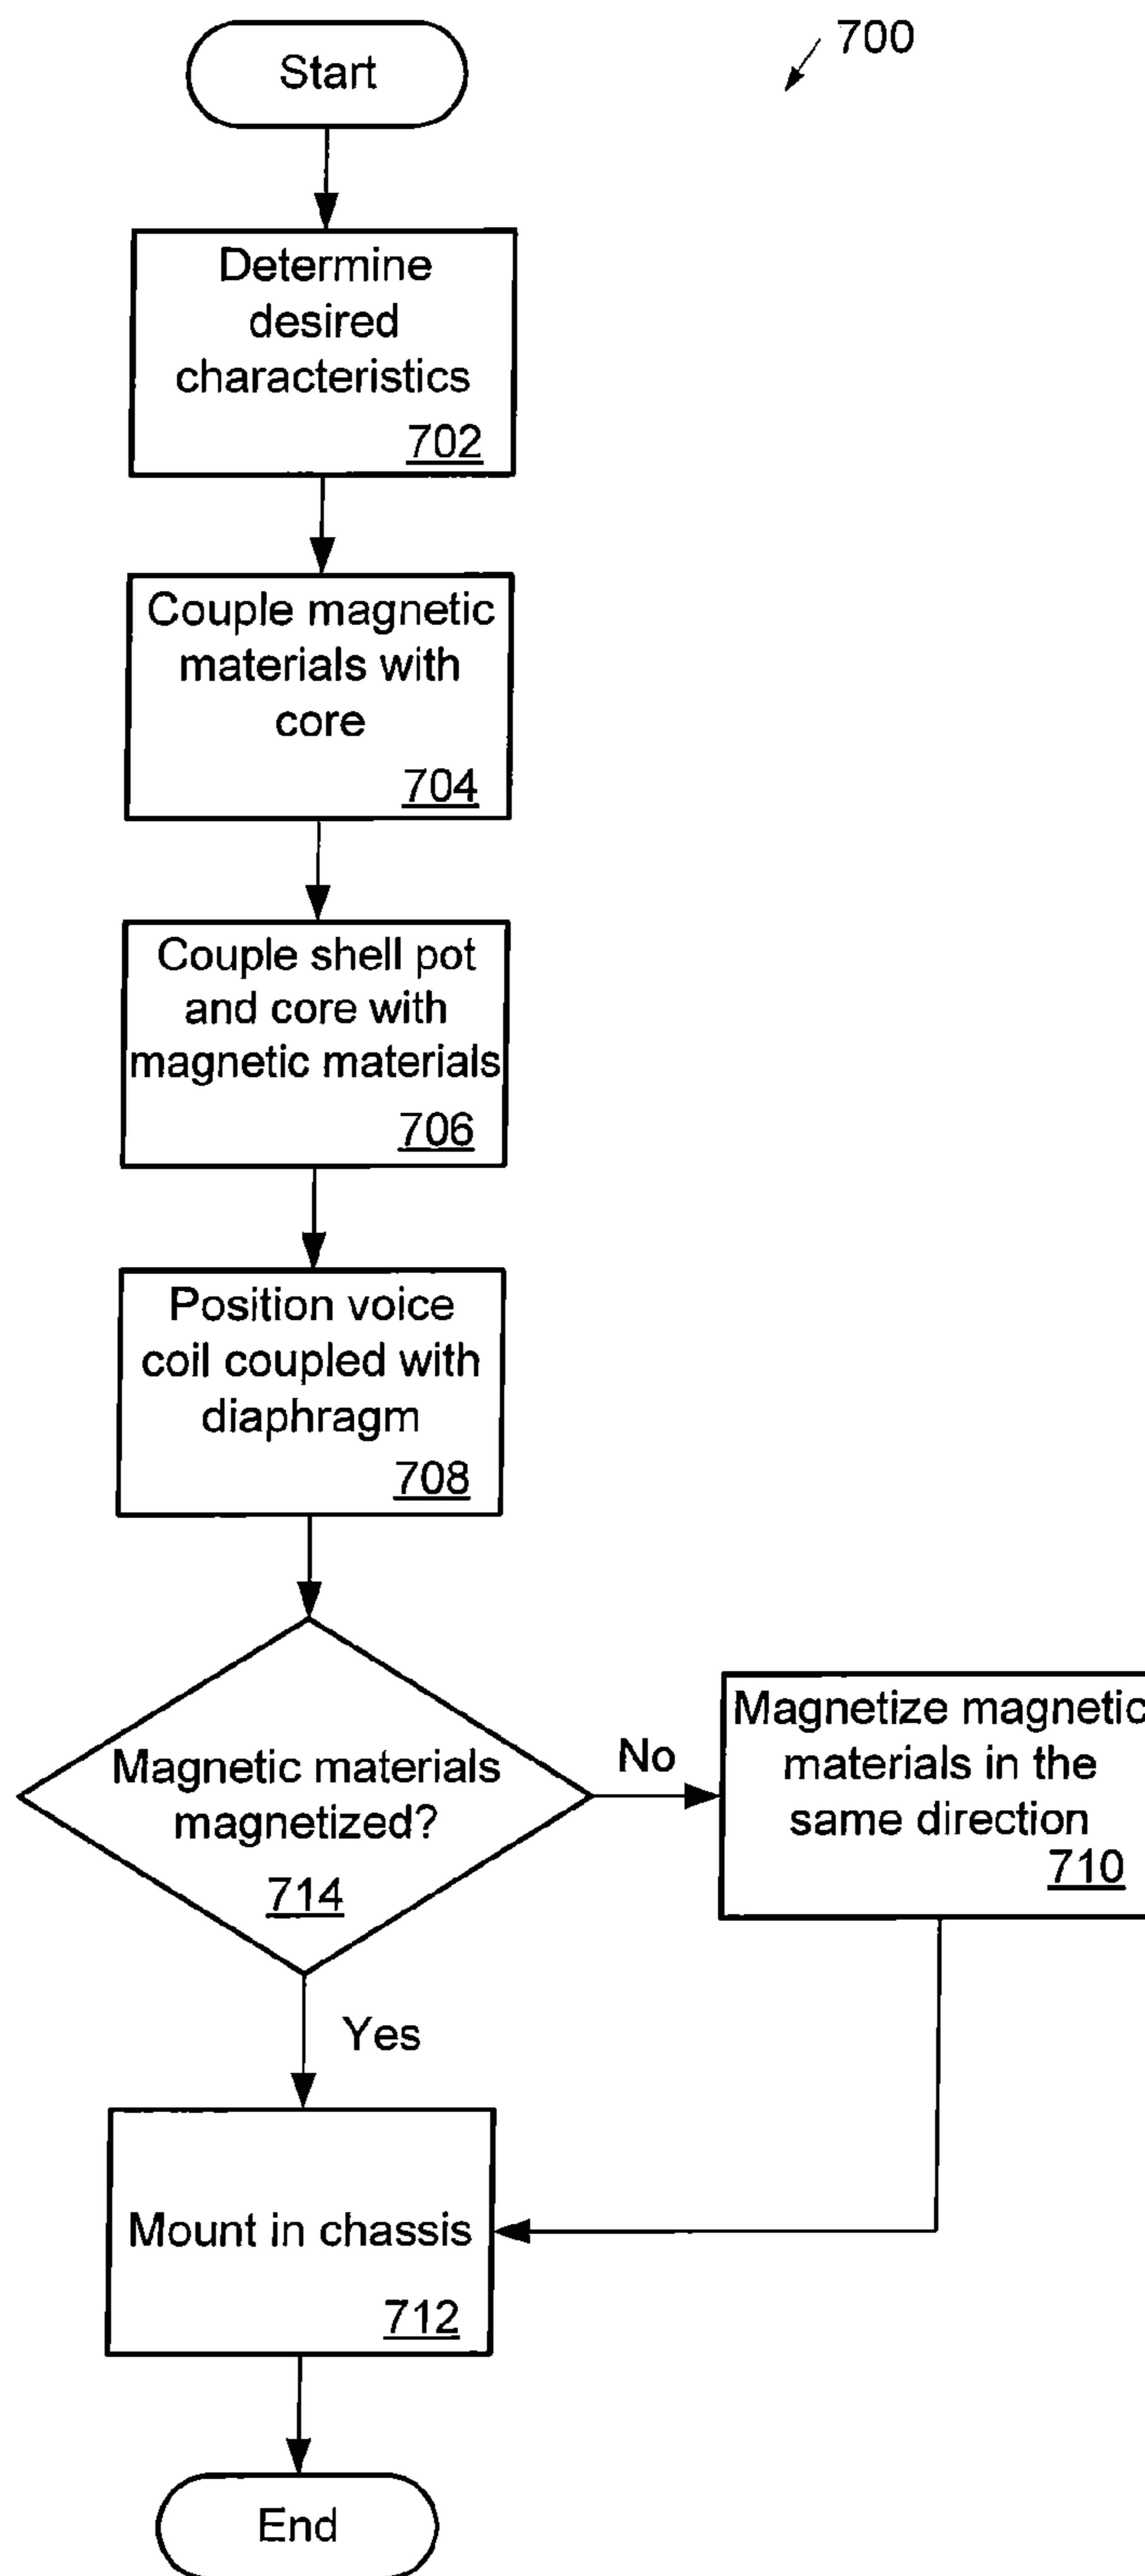 Start
700
Determine
desired
characteristics
702
Couple magnetic
materials with
core
704
Couple shell pot
and core with
magnetic materials
706
Position voice
coil coupled with
diaphragm
708
Magnetic materials
magnetized?
714
No
Magnetize magnetic
materials in the
same direction
710
Yes
Mount in chassis
712
End